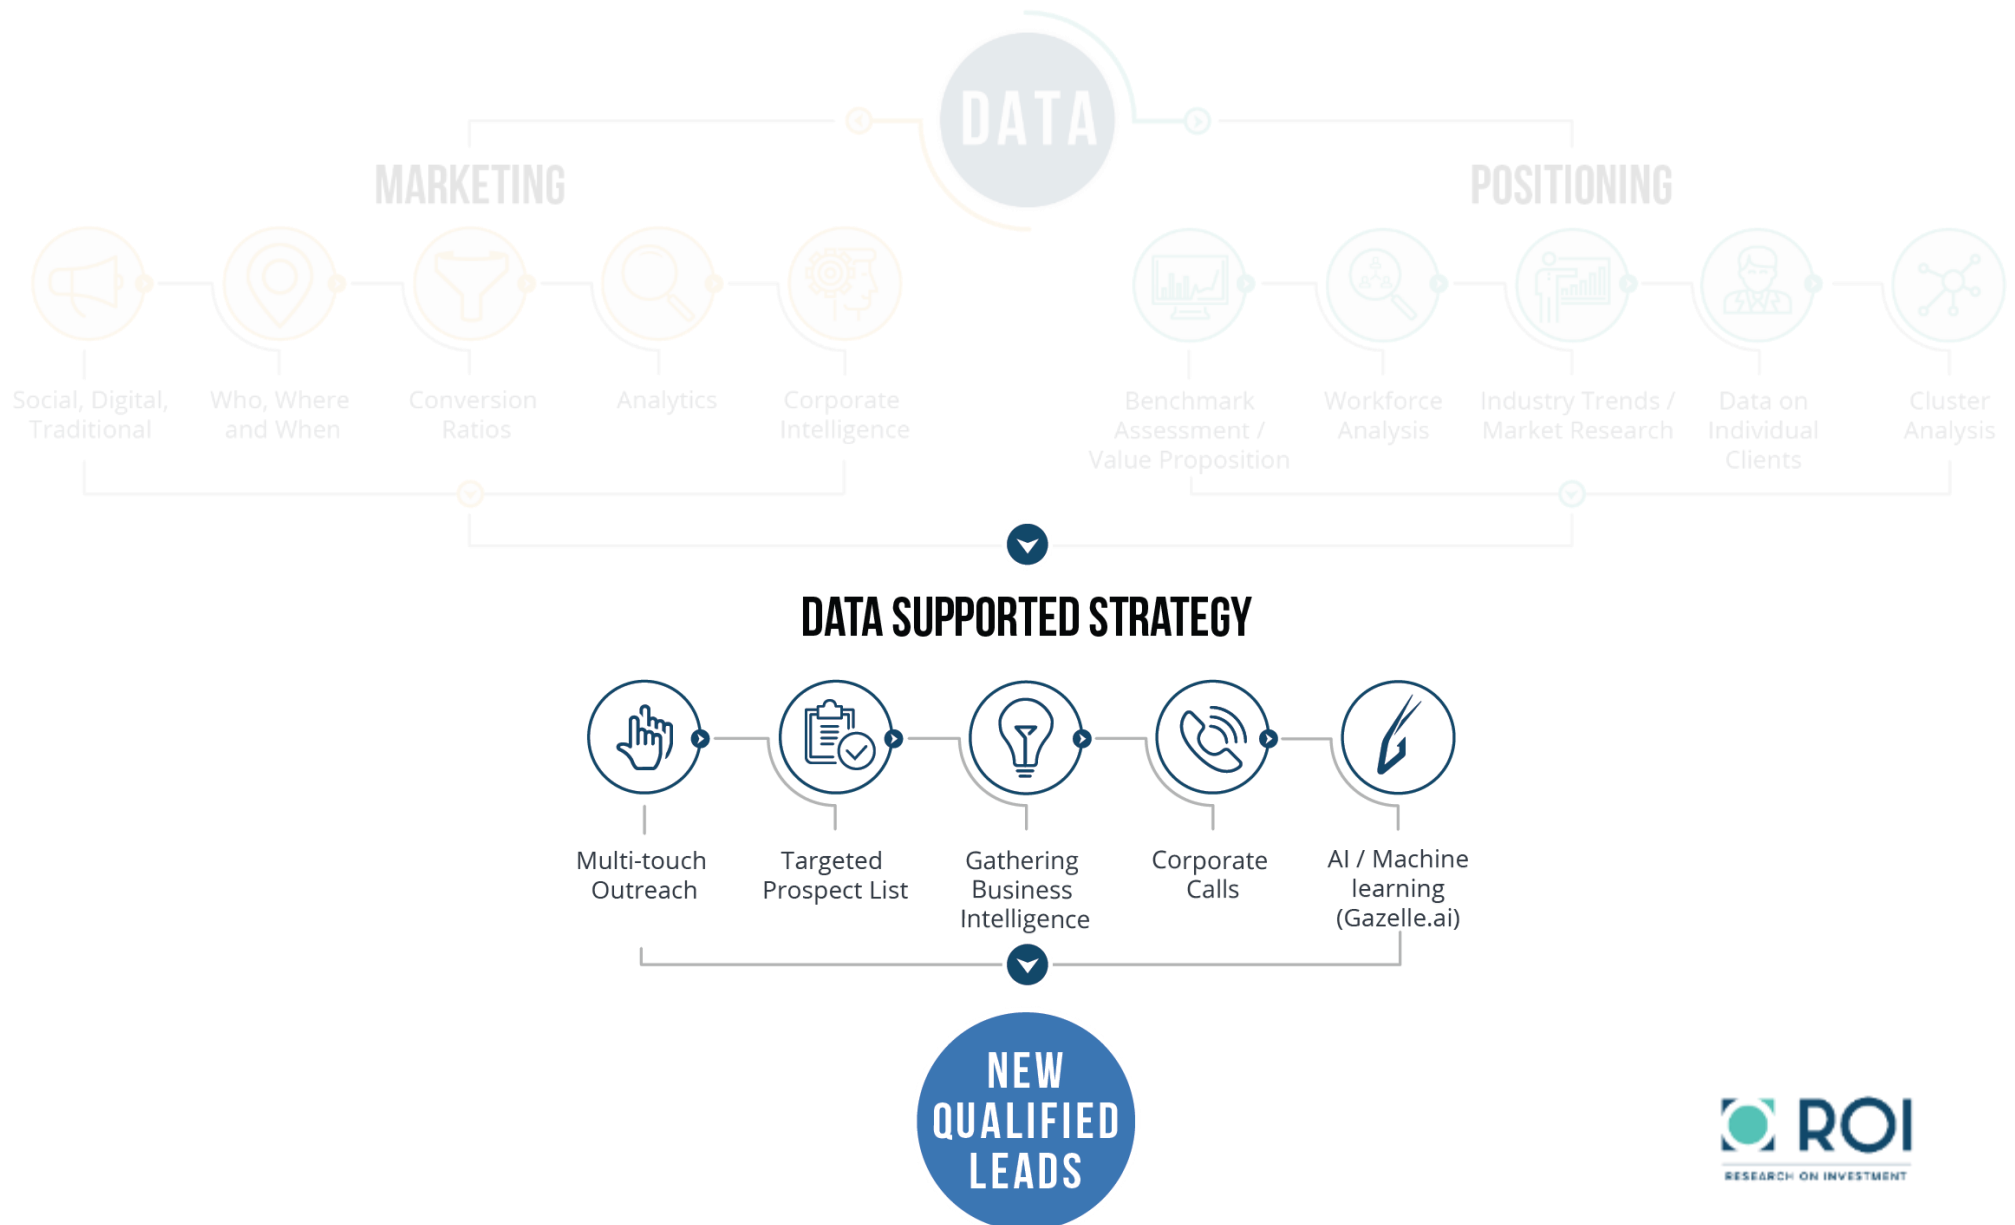 DATA
MARKETING
POSITIONING
Social, Digital,
Traditional
Who, Where
and When
Conversion
Ratios
Analytics
Corporate
Intelligence
Benchmark
Assessment /
Value Proposition
Workforce
Analysis
Industry Trends /
Market Research
Data on
Individual
Clients
Cluster
Analysis
DATA SUPPORTED STRATEGY
Multi-touch
Outreach
Targeted
Prospect List
Gathering
Business
Intelligence
Corporate
Calls
AI / Machine
learning
(Gazelle.ai)
NEW
QUALIFIED
LEADS
ROI
RESEARCH ON INVESTMENT